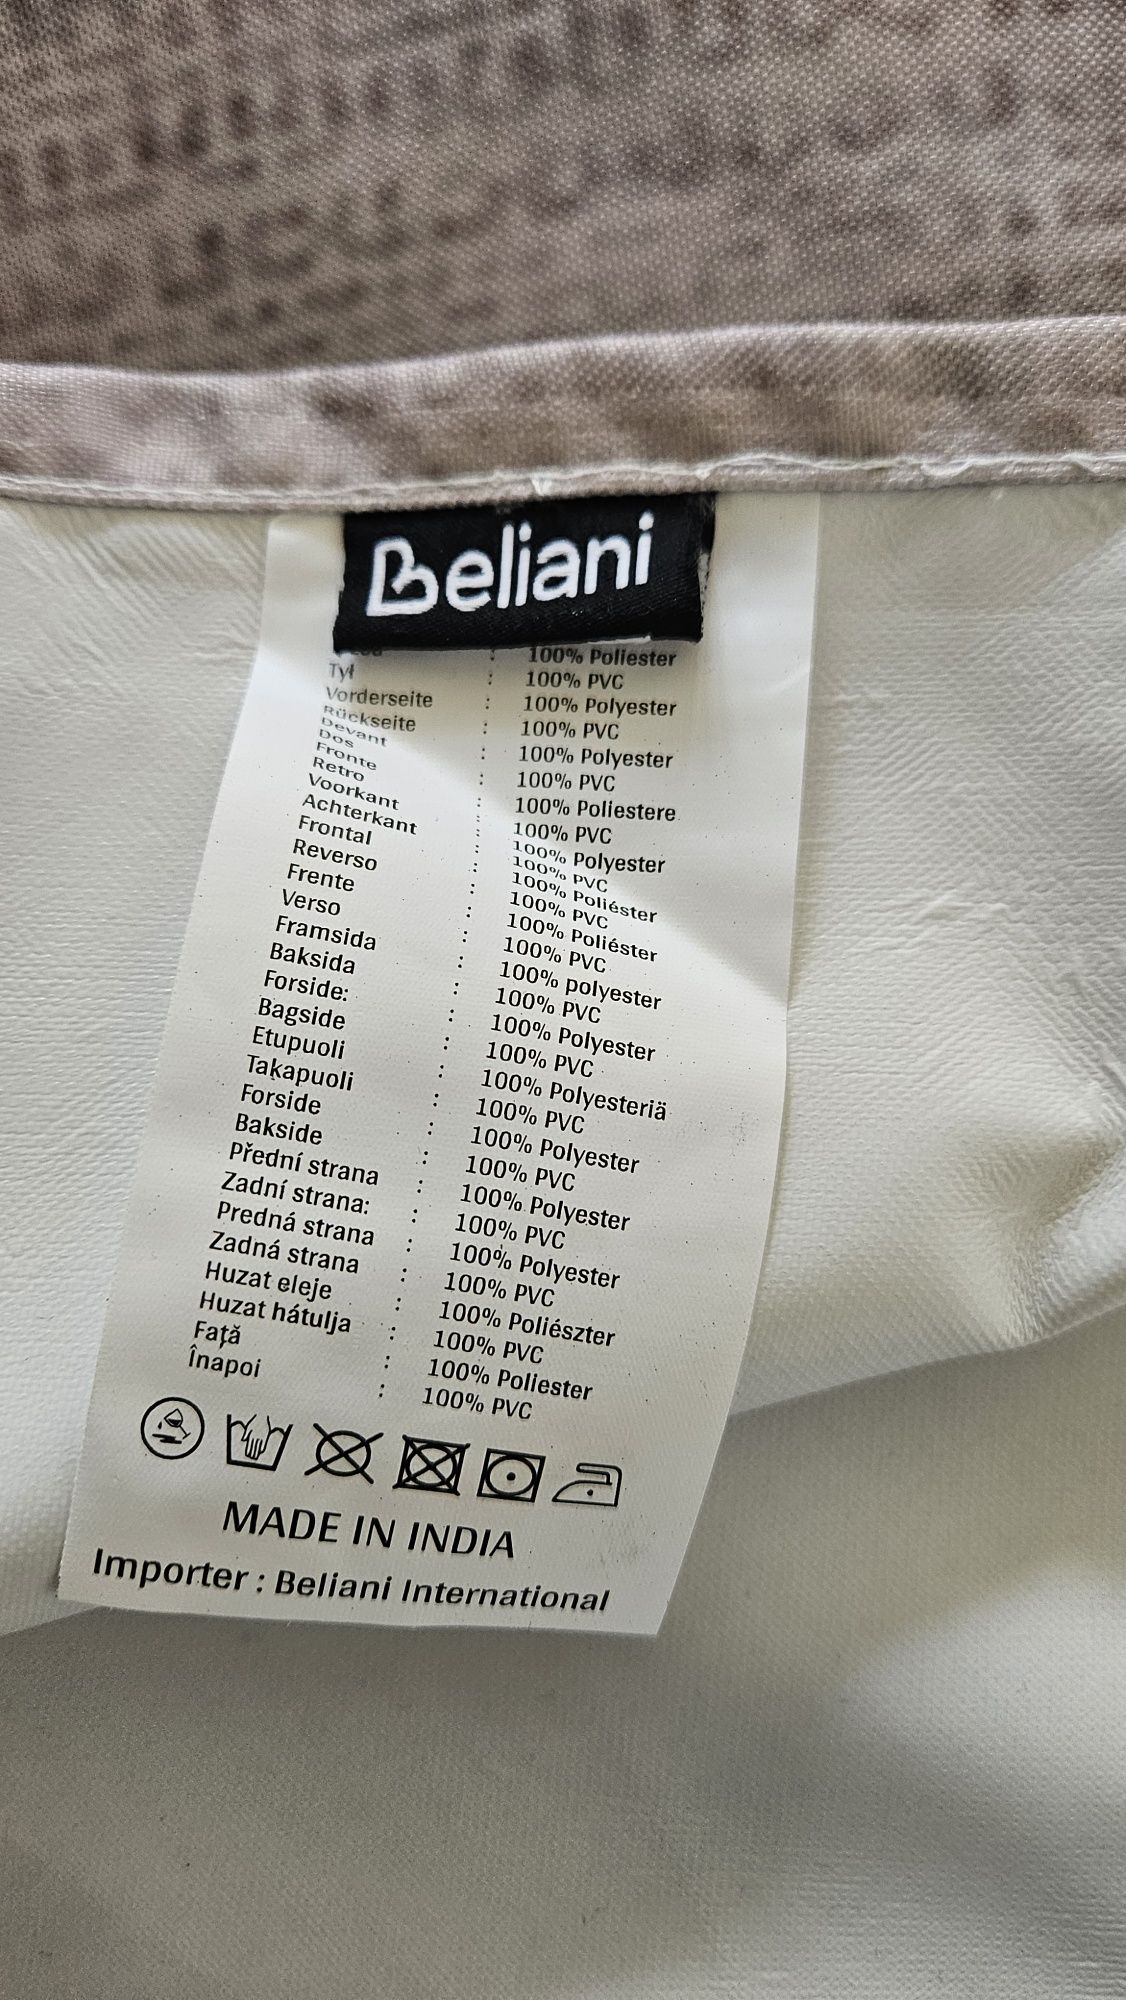 Beliani
: 100% Poliester
Tył : 100% PVC
Vorderseite : 100% Polyester
Rückseite : 100% PVC
Devant : 100% Polyester
Dos : 100% PVC
Fronte : 100% Poliestere
Retro : 100% PVC
Voorkant : 100% Polyester
Achterkant : 100% PVC
Frontal : 100% Poliéster
Reverso : 100% PVC
Frente : 100% Poliéster
Verso : 100% PVC
Framsida : 100% polyester
Baksida : 100% PVC
Forside: : 100% Polyester
Bagside : 100% PVC
Etupuoli : 100% Polyesteriä
Takapuoli : 100% PVC
Forside : 100% Polyester
Bakside : 100% PVC
Přední strana : 100% Polyester
Zadní strana: : 100% PVC
Predná strana : 100% Polyester
Zadná strana : 100% PVC
Huzat eleje : 100% Poliészter
Huzat hátulja : 100% PVC
Față : 100% Poliester
Înapoi : 100% PVC
MADE IN INDIA
Importer : Beliani International